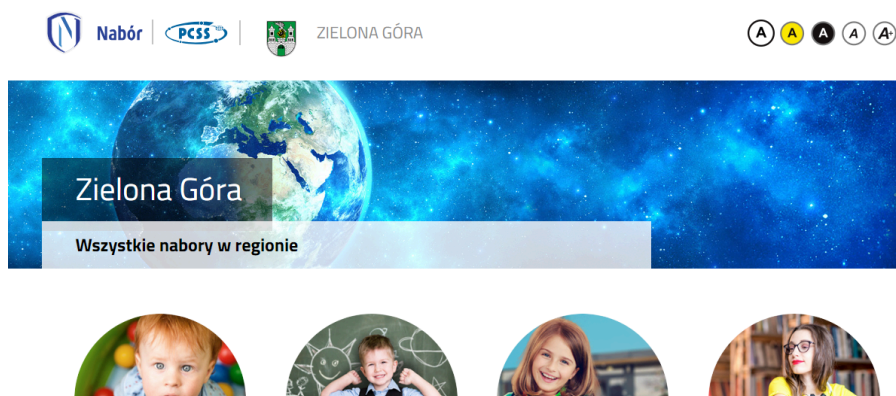 Nabór
PCSS
ZIELONA GÓRA
A A A A A+
Zielona Góra
Wszystkie nabory w regionie